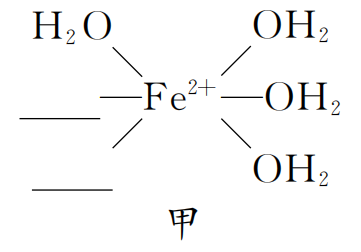 H₂O OH₂
Fe²⁺ OH₂
OH₂
甲